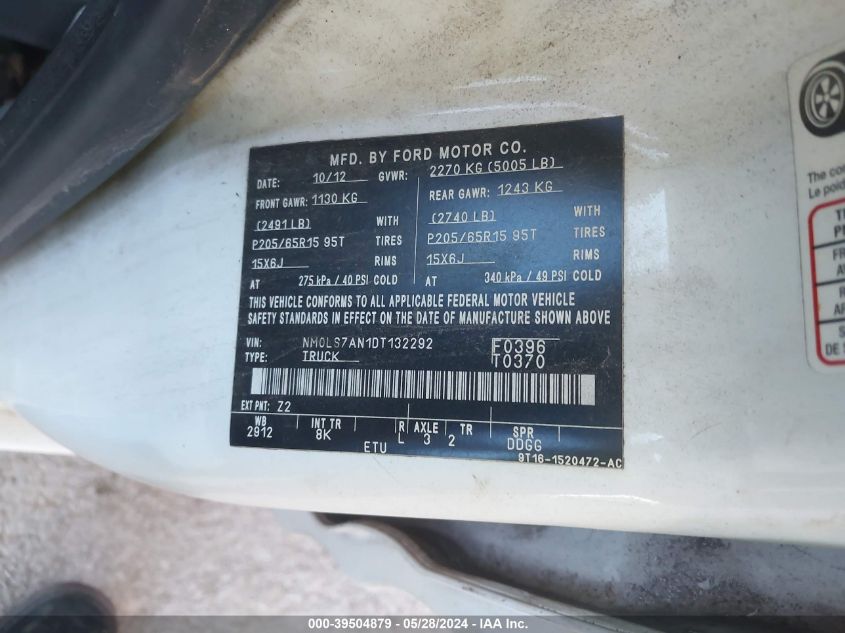 MFD. BY FORD MOTOR CO.
DATE: 10/12 GVWR: 2270 KG (5005 LB)
FRONT GAWR: 1130 KG REAR GAWR: 1243 KG
(2491 LB) WITH (2740 LB) WITH
P205/65R15 95T TIRES P205/65R15 95T TIRES
15X6J RIMS 15X6J RIMS
AT 275 kPa / 40 PSI COLD AT 340 kPa / 49 PSI COLD
THIS VEHICLE CONFORMS TO ALL APPLICABLE FEDERAL MOTOR VEHICLE
SAFETY STANDARDS IN EFFECT ON THE DATE OF MANUFACTURE SHOWN ABOVE
VIN: NM0LS7AN1DT132292 F0396
TYPE: TRUCK T0370
EXT PNT: Z2
WB INT TR R AXLE TR SPR
2912 8K L 3 2 DDGG
ETU 9T16-1520472-AC
The co
Le poid
000-39504879 - 05/28/2024 - IAA Inc.